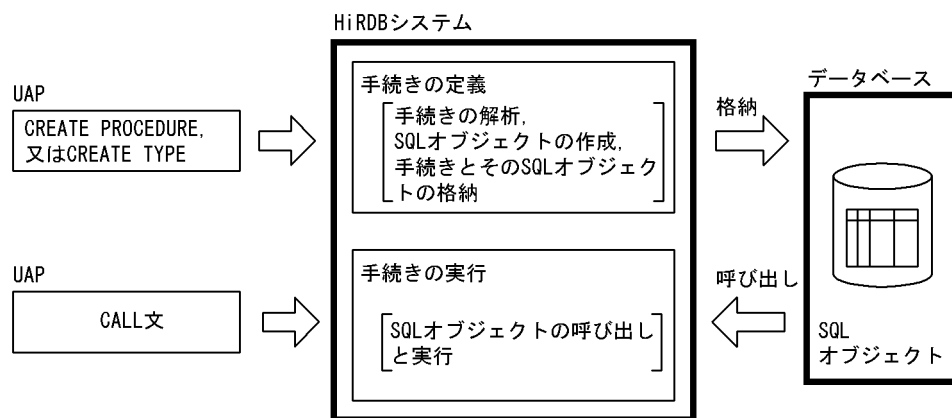 HiRDBシステム
UAP
CREATE PROCEDURE,
又はCREATE TYPE
手続きの定義
手続きの解析,
SQLオブジェクトの作成,
手続きとそのSQLオブジェク
トの格納
格納
データベース
UAP
CALL文
手続きの実行
SQLオブジェクトの呼び出し
と実行
呼び出し
SQL
オブジェクト